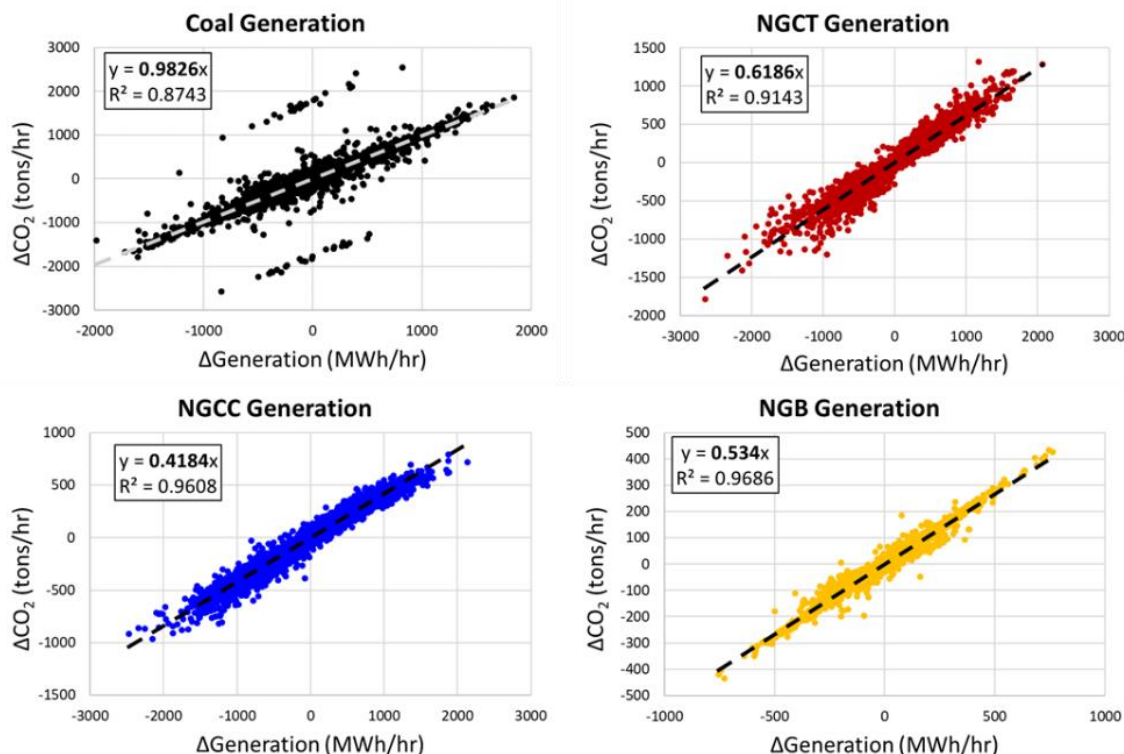 Coal Generation
y = 0.9826x
R² = 0.8743
3000
2000
1000
0
-1000
-2000
-3000
ΔCO₂ (tons/hr)
-2000 -1000 0 1000 2000
ΔGeneration (MWh/hr)
NGCT Generation
y = 0.6186x
R² = 0.9143
1500
1000
500
0
-500
-1000
-1500
-2000
ΔCO₂ (tons/hr)
-3000 -2000 -1000 0 1000 2000 3000
ΔGeneration (MWh/hr)
NGCC Generation
y = 0.4184x
R² = 0.9608
1000
500
0
-500
-1000
-1500
ΔCO₂ (tons/hr)
-3000 -2000 -1000 0 1000 2000 3000
ΔGeneration (MWh/hr)
NGB Generation
y = 0.534x
R² = 0.9686
500
400
300
200
100
0
-100
-200
-300
-400
-500
ΔCO₂ (tons/hr)
-1000 -500 0 500 1000
ΔGeneration (MWh/hr)